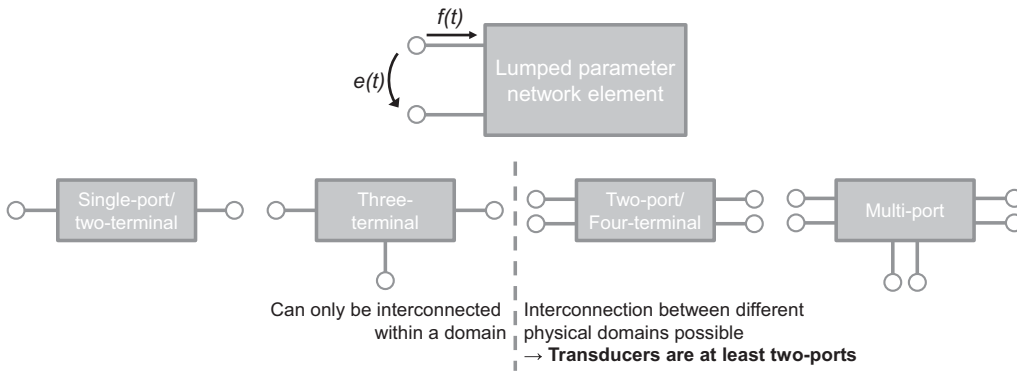 f(t)
e(t)
Lumped parameter
network element
Single-port/
two-terminal
Three-
terminal
Two-port/
Four-terminal
Multi-port
Can only be interconnected
within a domain
Interconnection between different
physical domains possible
→ Transducers are at least two-ports